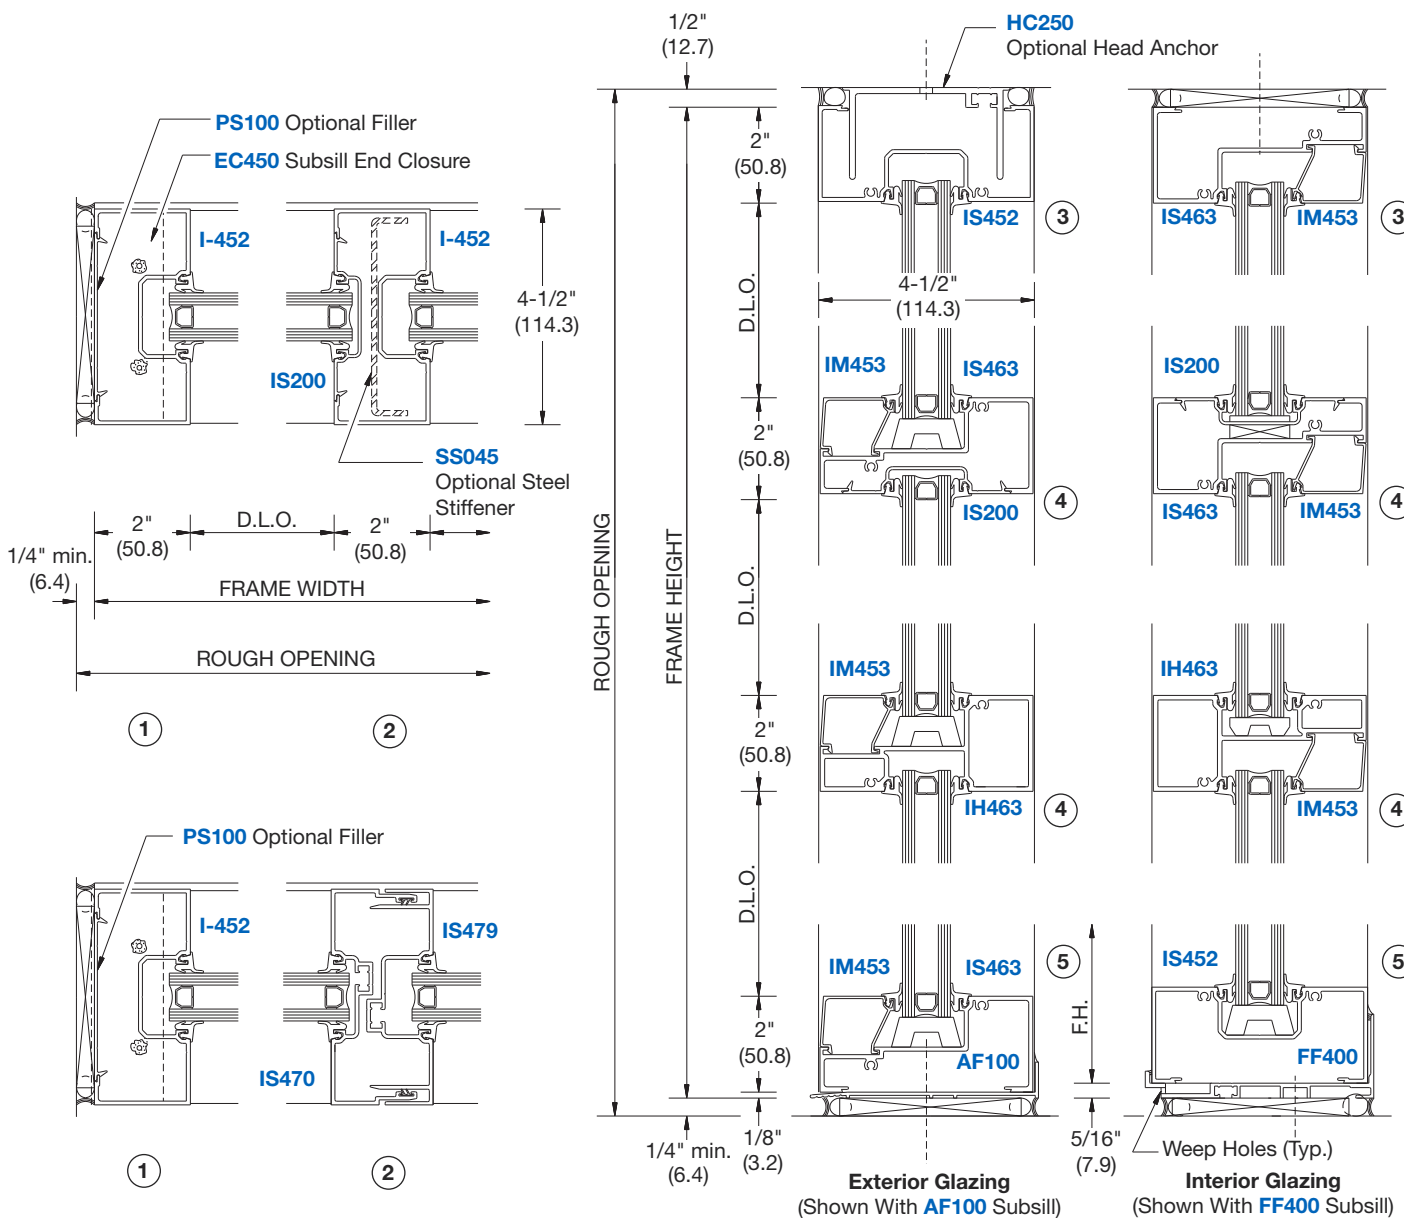 PS100 Optional Filler
EC450 Subsill End Closure
I-452
I-452
IS200
4-1/2"
(114.3)
SS045
Optional Steel
Stiffener
2"
(50.8)
D.L.O.
2"
(50.8)
1/4" min.
(6.4)
FRAME WIDTH
ROUGH OPENING
1
2
PS100 Optional Filler
I-452
IS479
IS470
1
2
1/2"
(12.7)
HC250
Optional Head Anchor
ROUGH OPENING
FRAME HEIGHT
2"
(50.8)
D.L.O.
2"
(50.8)
D.L.O.
2"
(50.8)
D.L.O.
2"
(50.8)
1/4" min.
(6.4)
1/8"
(3.2)
IS452
3
4-1/2"
(114.3)
IM453
IS463
IS200
4
IM453
IH463
4
IM453
IS463
5
AF100
Exterior Glazing
(Shown With AF100 Subsill)
IS463
IM453
3
IS200
IS463
IM453
4
IH463
IM453
4
F.H.
IS452
5
FF400
5/16"
(7.9)
Weep Holes (Typ.)
Interior Glazing
(Shown With FF400 Subsill)